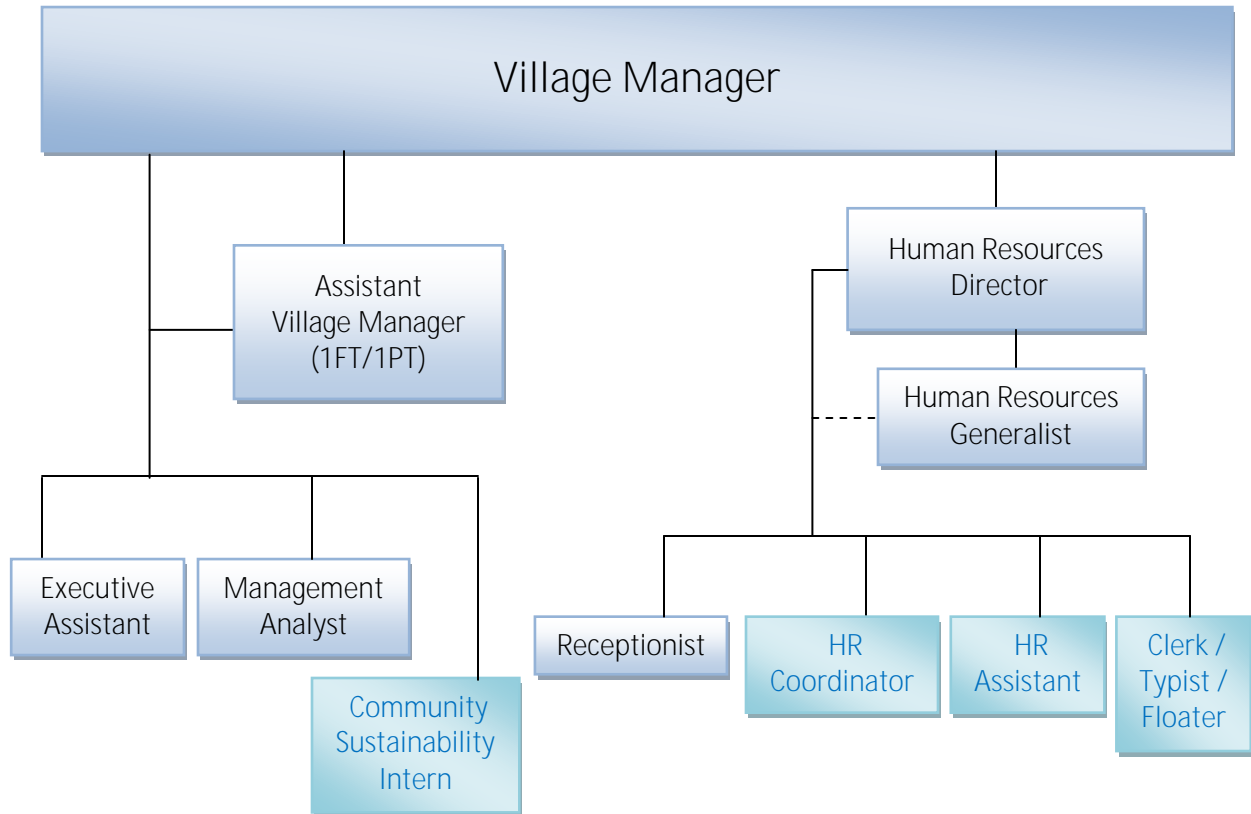 Village Manager
Assistant
Village Manager
(1FT/1PT)
Human Resources
Director
Human Resources
Generalist
Executive
Assistant
Management
Analyst
Community
Sustainability
Intern
Receptionist
HR
Coordinator
HR
Assistant
Clerk /
Typist /
Floater